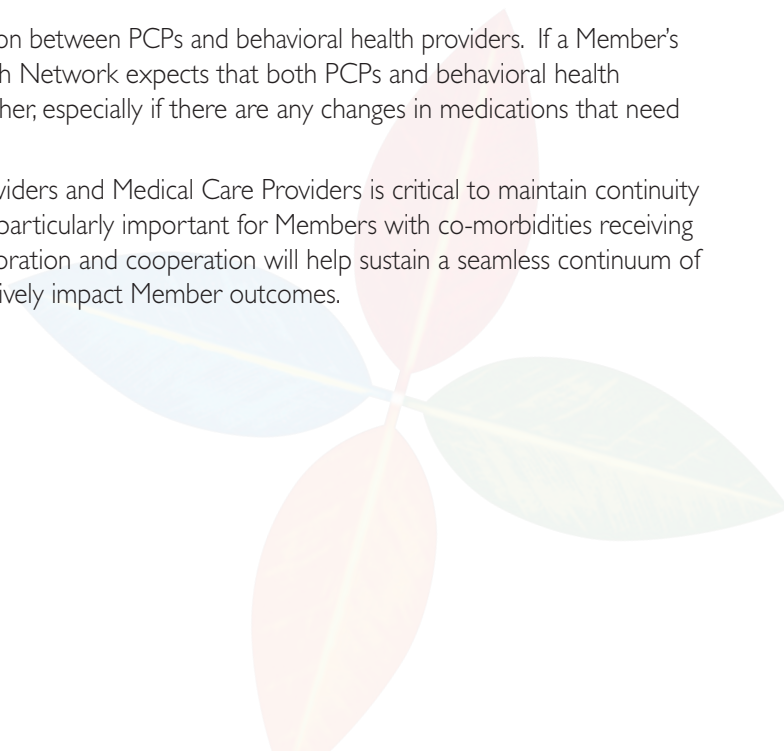 on between PCPs and behavioral health providers. If a Member's
h Network expects that both PCPs and behavioral health
her, especially if there are any changes in medications that need
viders and Medical Care Providers is critical to maintain continuity
particularly important for Members with co-morbidities receiving
oration and cooperation will help sustain a seamless continuum of
ively impact Member outcomes.